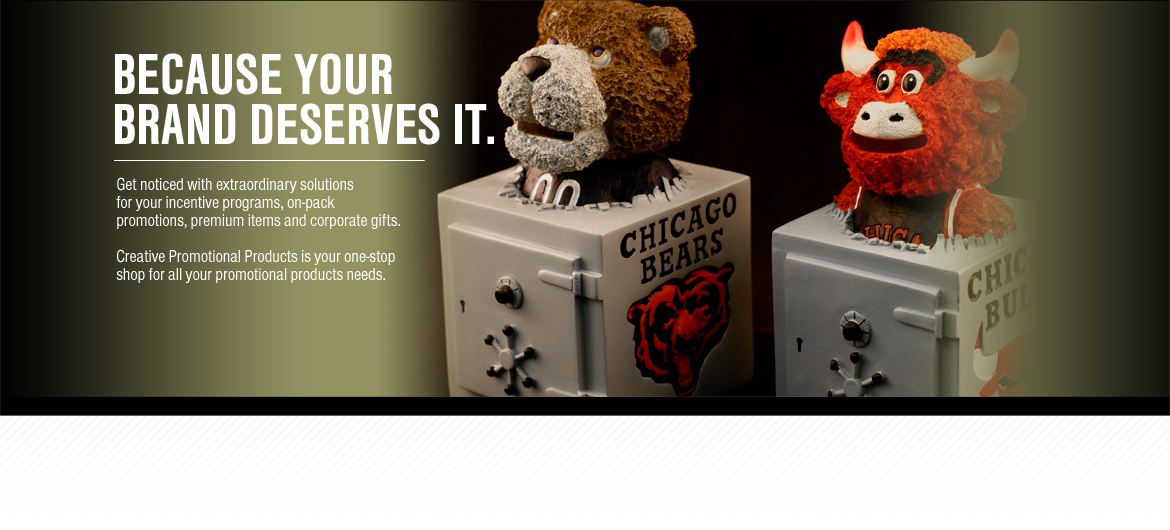 BECAUSE YOUR
BRAND DESERVES IT.
Get noticed with extraordinary solutions
for your incentive programs, on-pack
promotions, premium items and corporate gifts.
Creative Promotional Products is your one-stop
shop for all your promotional products needs.
CHICAGO
BEARS